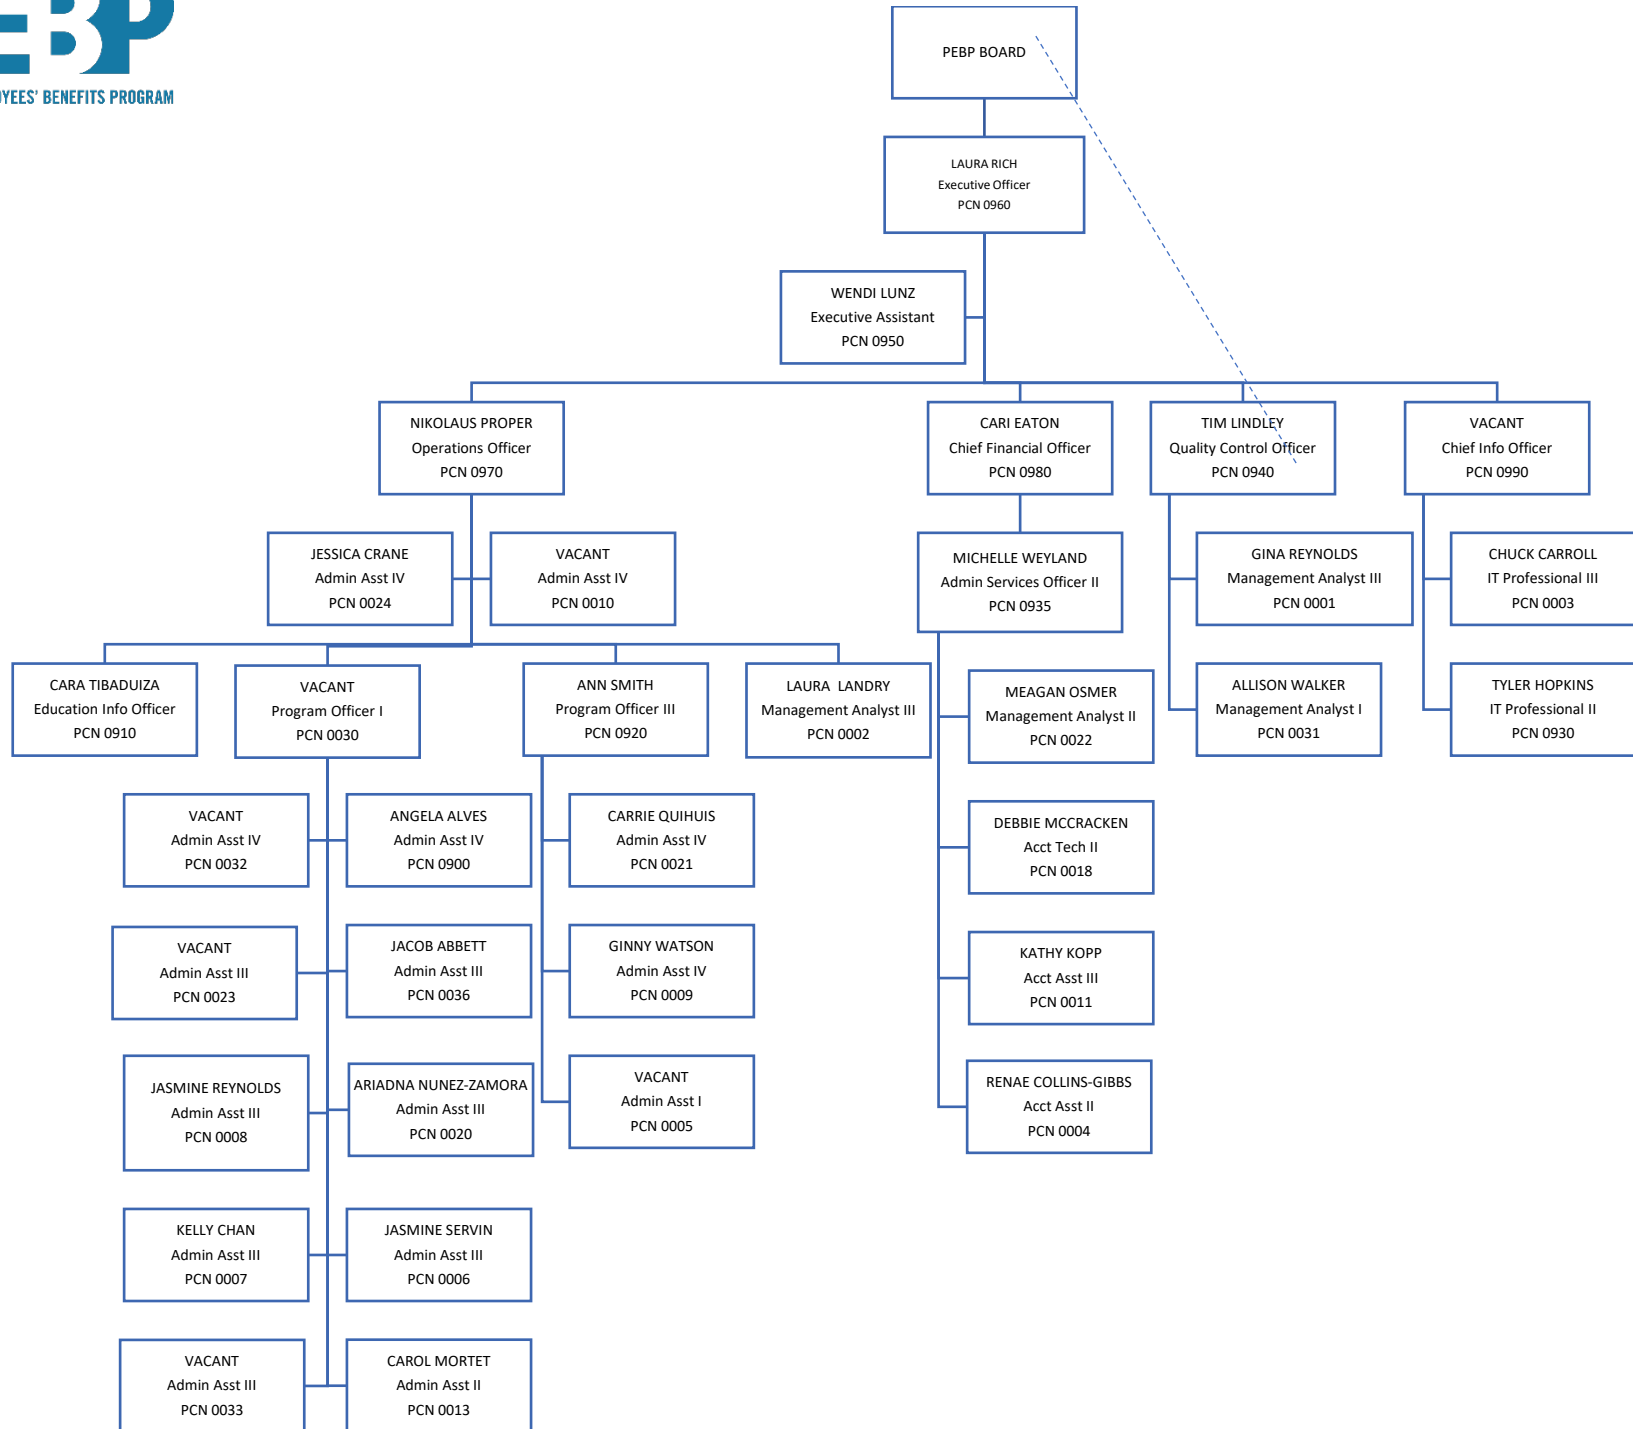 EBP
OYEES' BENEFITS PROGRAM
PEBP BOARD
LAURA RICH
Executive Officer
PCN 0960
WENDI LUNZ
Executive Assistant
PCN 0950
NIKOLAUS PROPER
Operations Officer
PCN 0970
CARI EATON
Chief Financial Officer
PCN 0980
TIM LINDLEY
Quality Control Officer
PCN 0940
VACANT
Chief Info Officer
PCN 0990
JESSICA CRANE
Admin Asst IV
PCN 0024
VACANT
Admin Asst IV
PCN 0010
MICHELLE WEYLAND
Admin Services Officer II
PCN 0935
GINA REYNOLDS
Management Analyst III
PCN 0001
CHUCK CARROLL
IT Professional III
PCN 0003
CARA TIBADUIZA
Education Info Officer
PCN 0910
VACANT
Program Officer I
PCN 0030
ANN SMITH
Program Officer III
PCN 0920
LAURA  LANDRY
Management Analyst III
PCN 0002
MEAGAN OSMER
Management Analyst II
PCN 0022
ALLISON WALKER
Management Analyst I
PCN 0031
TYLER HOPKINS
IT Professional II
PCN 0930
VACANT
Admin Asst IV
PCN 0032
ANGELA ALVES
Admin Asst IV
PCN 0900
CARRIE QUIHUIS
Admin Asst IV
PCN 0021
DEBBIE MCCRACKEN
Acct Tech II
PCN 0018
VACANT
Admin Asst III
PCN 0023
JACOB ABBETT
Admin Asst III
PCN 0036
GINNY WATSON
Admin Asst IV
PCN 0009
KATHY KOPP
Acct Asst III
PCN 0011
JASMINE REYNOLDS
Admin Asst III
PCN 0008
ARIADNA NUNEZ-ZAMORA
Admin Asst III
PCN 0020
VACANT
Admin Asst I
PCN 0005
RENAE COLLINS-GIBBS
Acct Asst II
PCN 0004
KELLY CHAN
Admin Asst III
PCN 0007
JASMINE SERVIN
Admin Asst III
PCN 0006
VACANT
Admin Asst III
PCN 0033
CAROL MORTET
Admin Asst II
PCN 0013